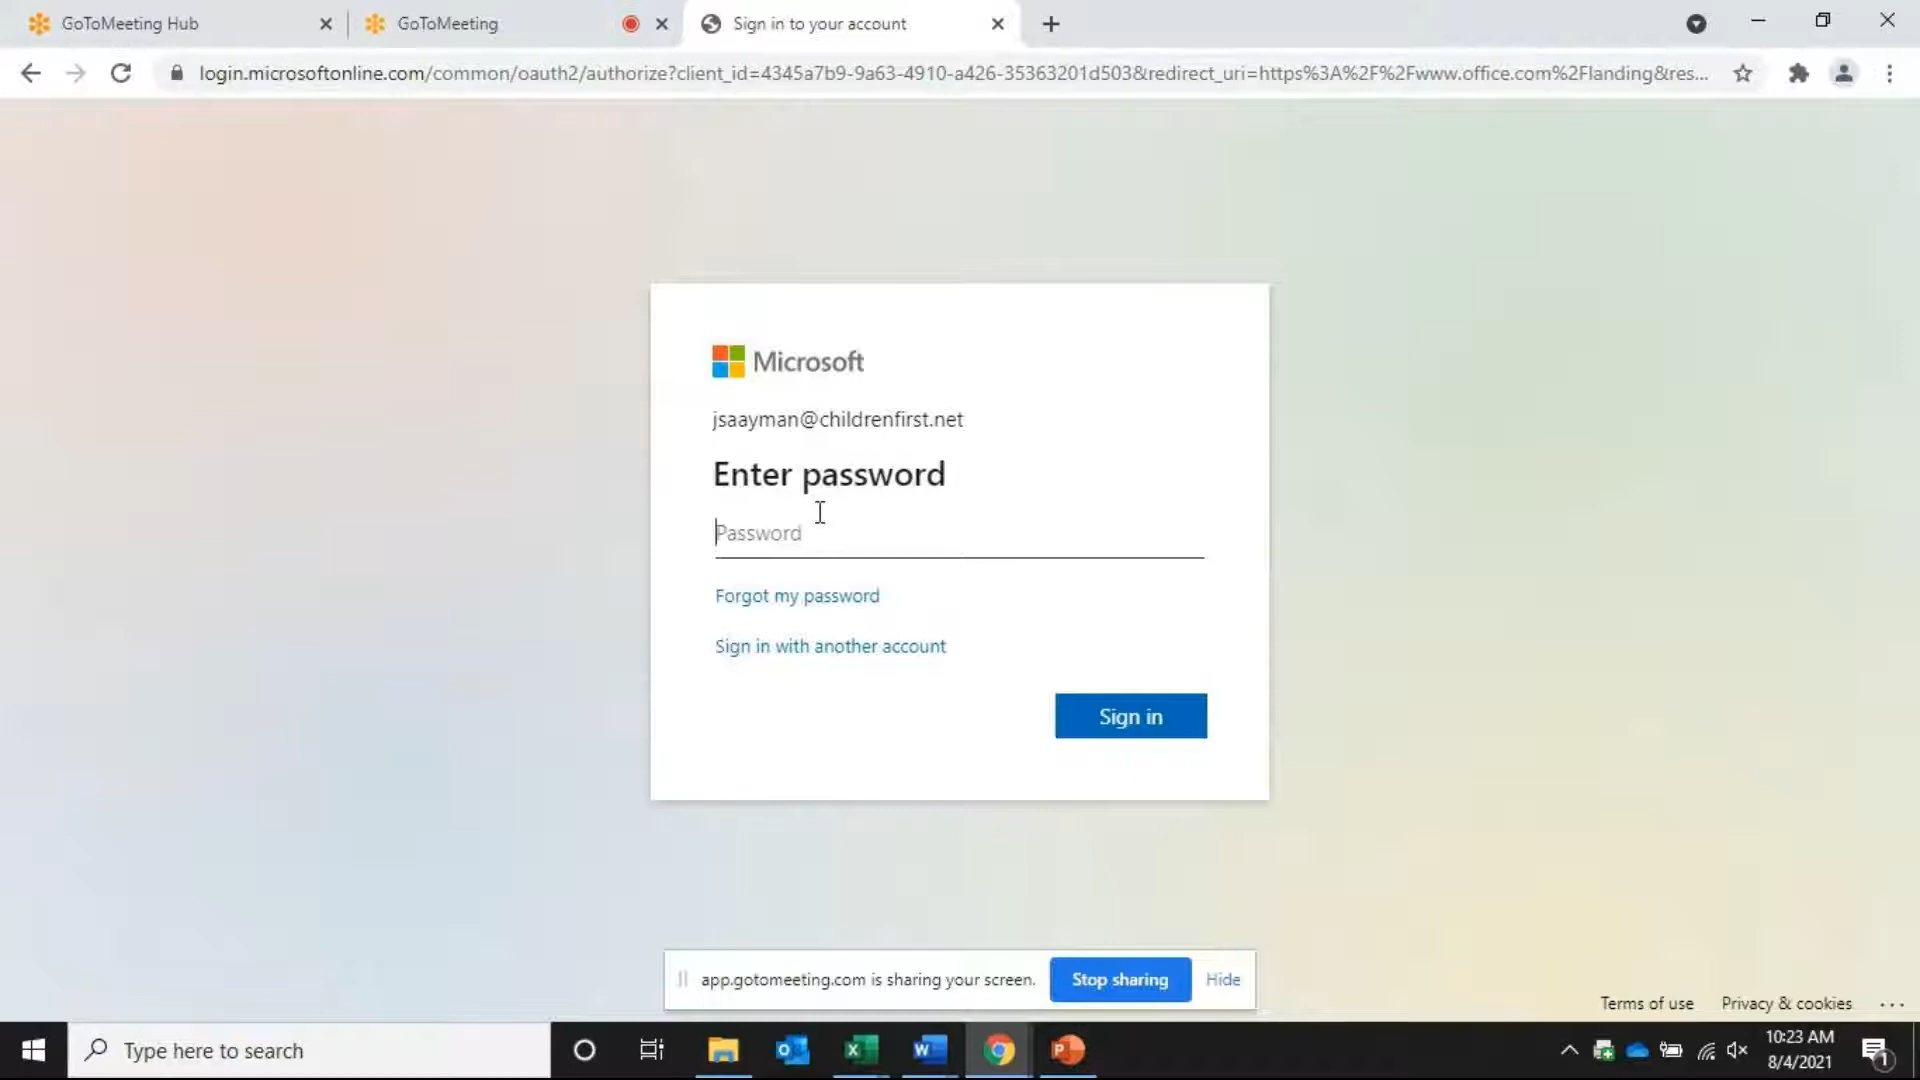 GoToMeeting Hub
GoToMeeting
Sign in to your account
login.microsoftonline.com/common/oauth2/authorize?client_id=4345a7b9-9a63-4910-a426-35363201d503&redirect_uri=https%3A%2F%2Fwww.office.com%2Flanding&res...
Microsoft
jsaayman@childrenfirst.net
Enter password
Password
Forgot my password
Sign in with another account
Sign in
app.gotomeeting.com is sharing your screen.
Stop sharing
Hide
Terms of use
Privacy & cookies
...
Type here to search
10:23 AM
8/4/2021
1